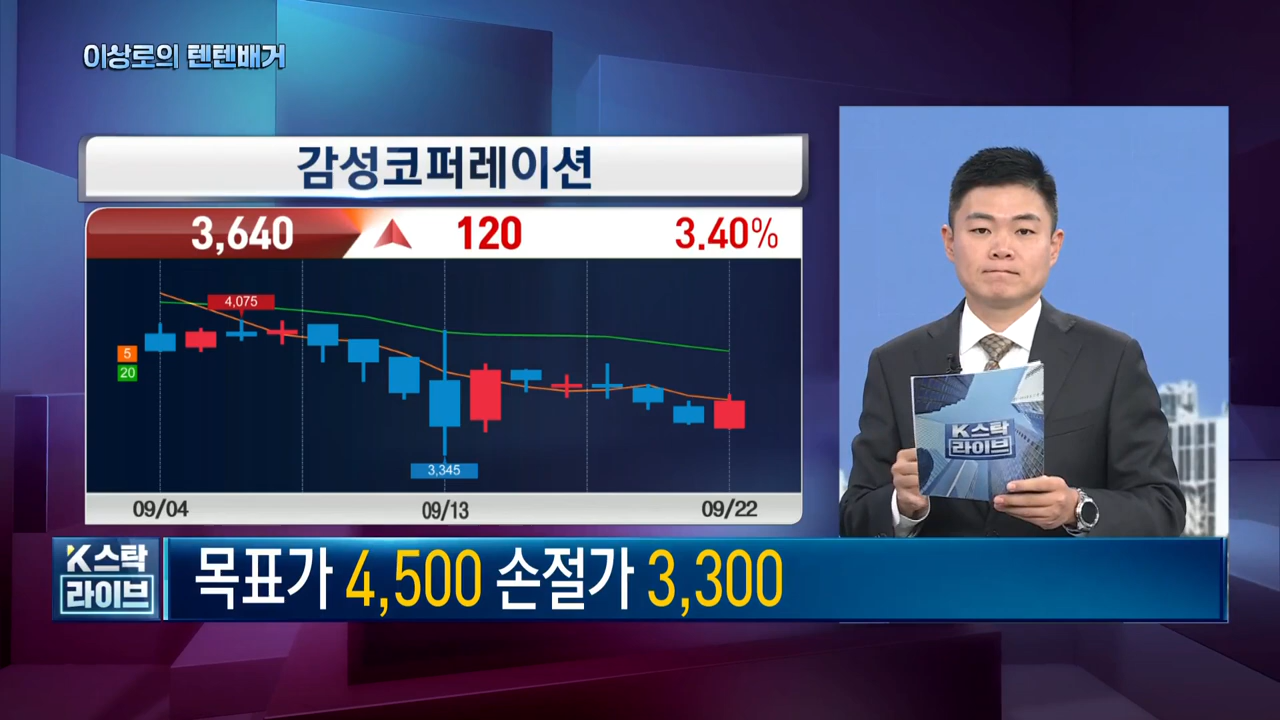 이상로의 텐텐배거
감성코퍼레이션
3,640 ▲ 120 3.40%
4,075
5
20
3,345
09/04 09/13 09/22
K스탁
라이브
K스탁
라이브
목표가 4,500 손절가 3,300